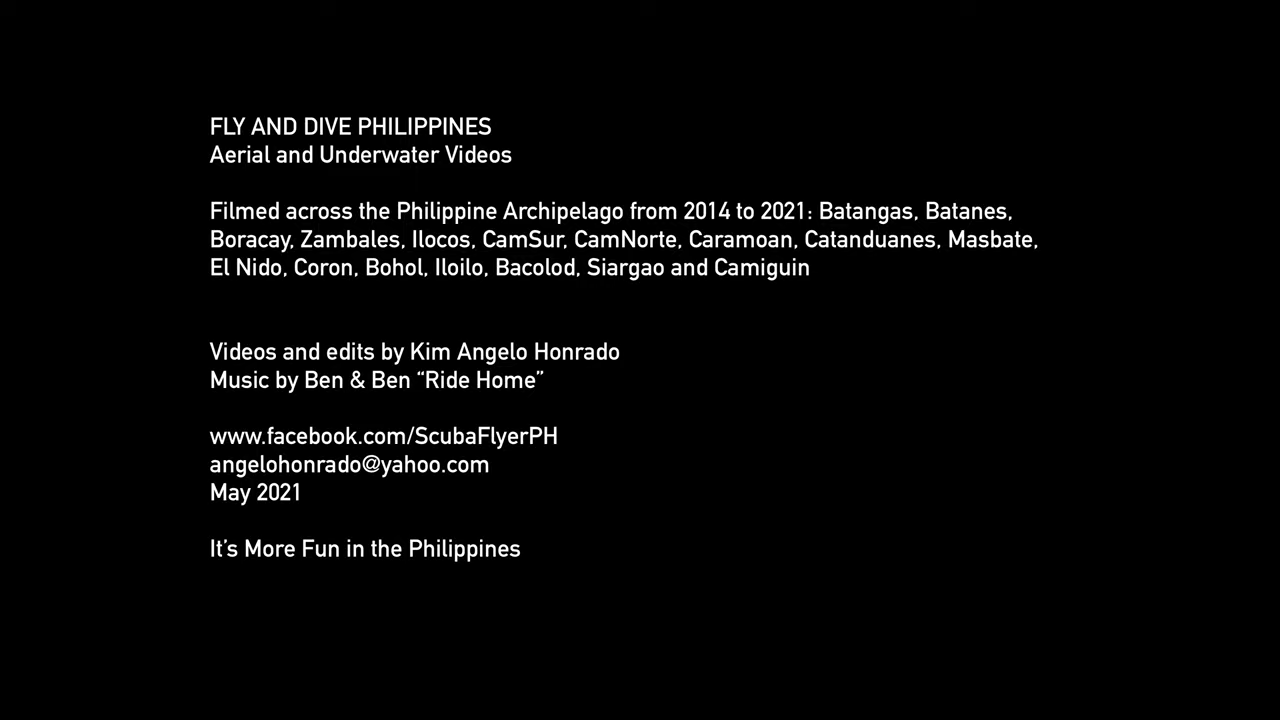 FLY AND DIVE PHILIPPINES
Aerial and Underwater Videos
Filmed across the Philippine Archipelago from 2014 to 2021: Batangas, Batanes,
Boracay, Zambales, Ilocos, CamSur, CamNorte, Caramoan, Catanduanes, Masbate,
El Nido, Coron, Bohol, Iloilo, Bacolod, Siargao and Camiguin
Videos and edits by Kim Angelo Honrado
Music by Ben & Ben “Ride Home”
www.facebook.com/ScubaFlyerPH
angelohonrado@yahoo.com
May 2021
It’s More Fun in the Philippines